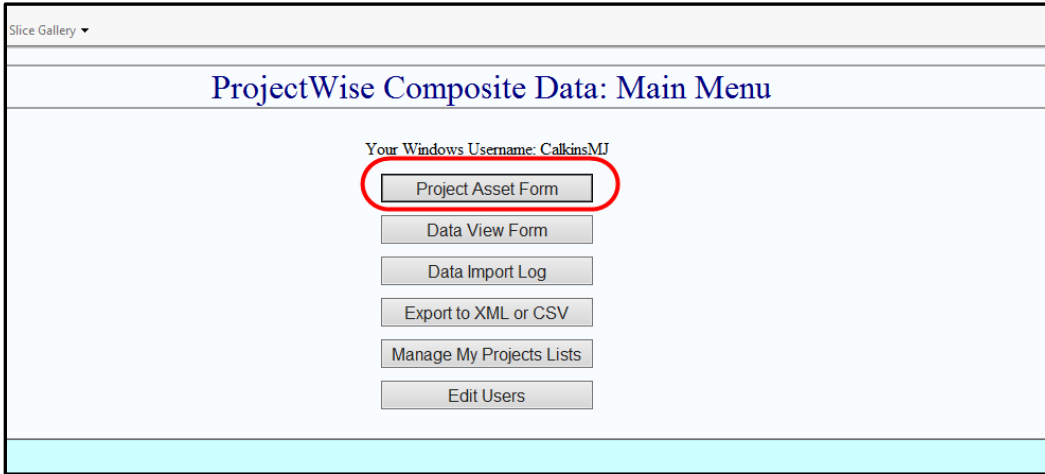 Slice Gallery
ProjectWise Composite Data: Main Menu
Your Windows Username: CalkinsMJ
Project Asset Form
Data View Form
Data Import Log
Export to XML or CSV
Manage My Projects Lists
Edit Users